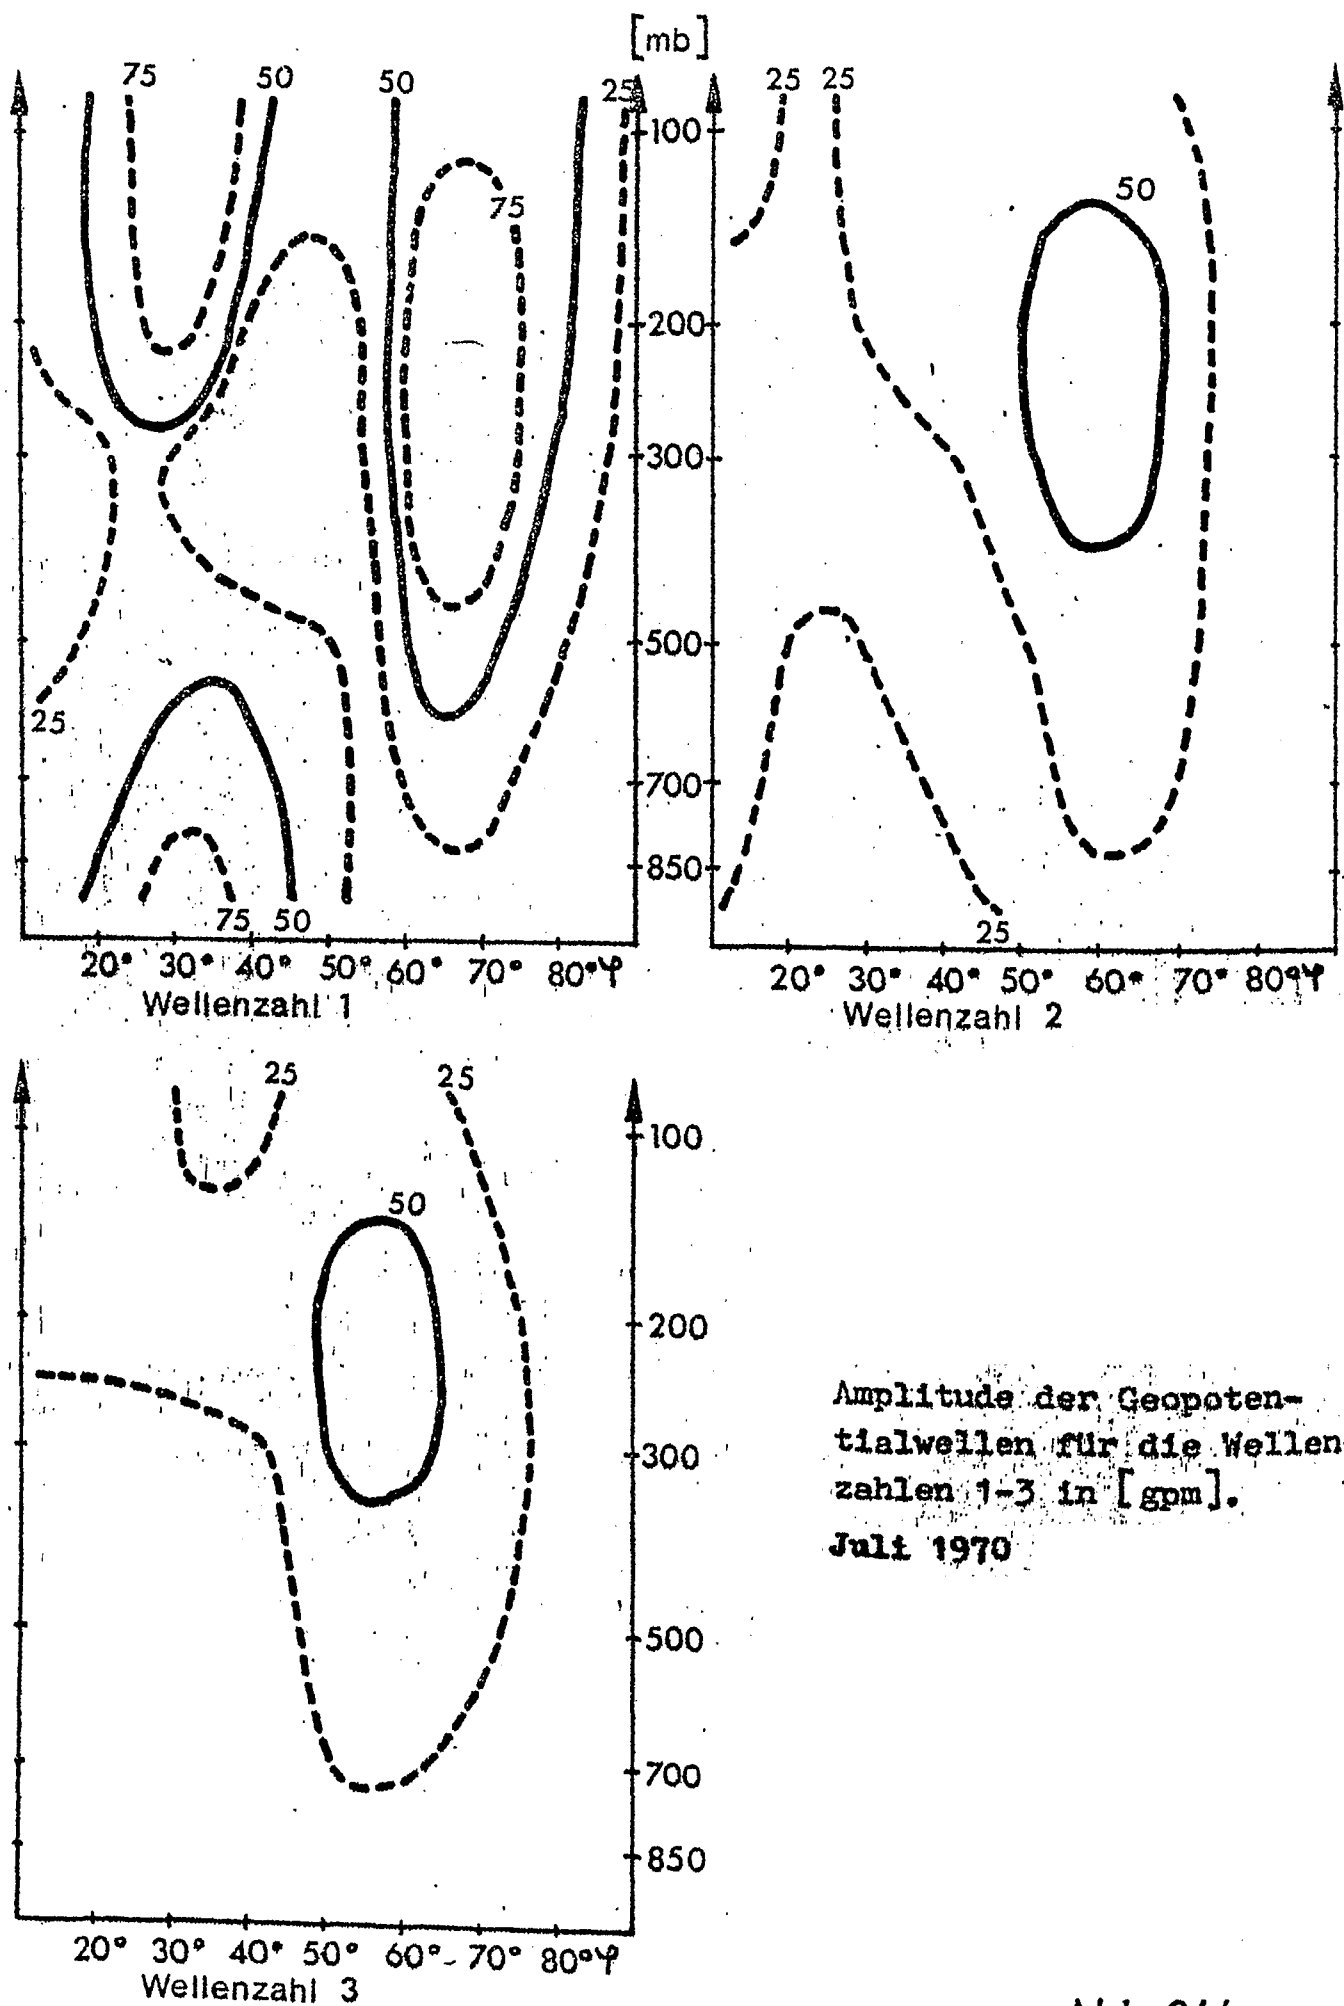 [mb]
75 50 50 25 25 25
100
50
75
200
300
500
25
700
850
75 50
25
20° 30° 40° 50° 60° 70° 80° φ
20° 30° 40° 50° 60° 70° 80° φ
Wellenzahl 1
Wellenzahl 2
25 25
100
50
200
300
500
700
850
20° 30° 40° 50° 60° 70° 80° φ
Wellenzahl 3
Amplitude der Geopoten-
tialwellen für die Wellen
zahlen 1-3 in [gpm].
Juli 1970